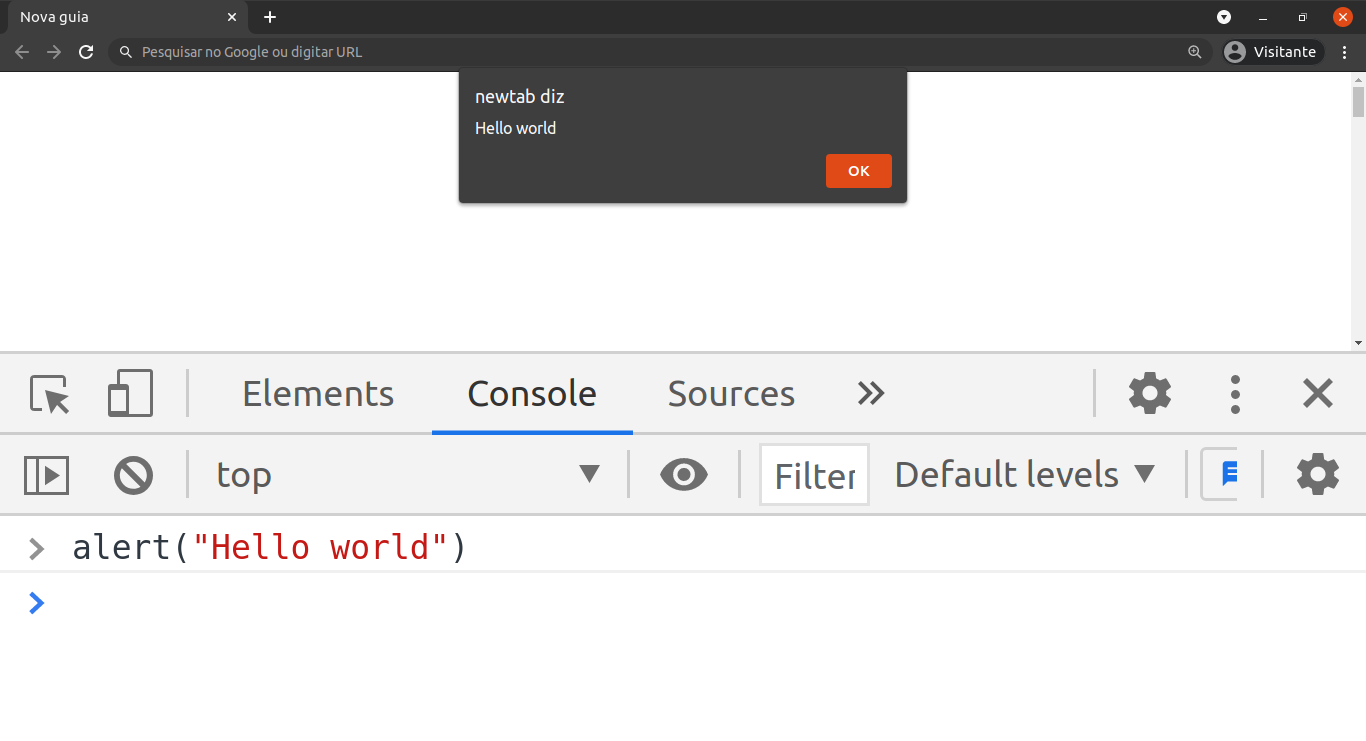 Nova guia
Pesquisar no Google ou digitar URL
Visitante
newtab diz
Hello world
OK
Elements Console Sources
top Filter Default levels
alert("Hello world")